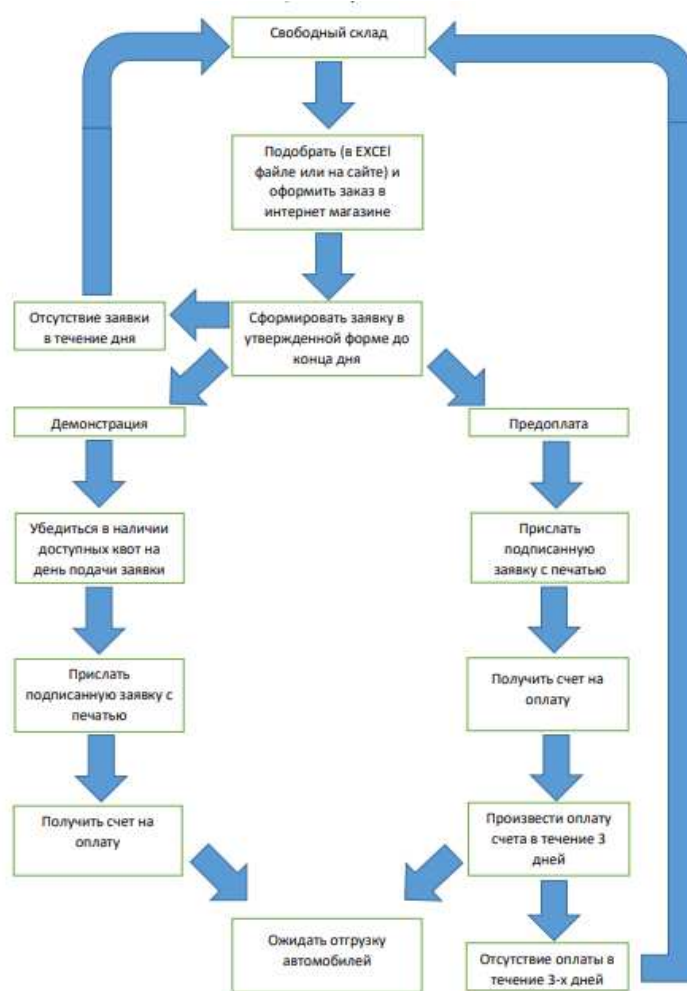 Свободный склад
Подобрать (в EXCEl
файле или на сайте) и
оформить заказ в
интернет магазине
Отсутствие заявки
в течение дня
Сформировать заявку в
утвержденной форме до
конца дня
Демонстрация
Предоплата
Убедиться в наличии
доступных квот на
день подачи заявки
Прислать
подписанную
заявку с печатью
Прислать
подписанную заявку с
печатью
Получить счет на
оплату
Получить счет на
оплату
Произвести оплату
счета в течение 3
дней
Ожидать отгрузку
автомобилей
Отсутствие оплаты в
течение 3-х дней